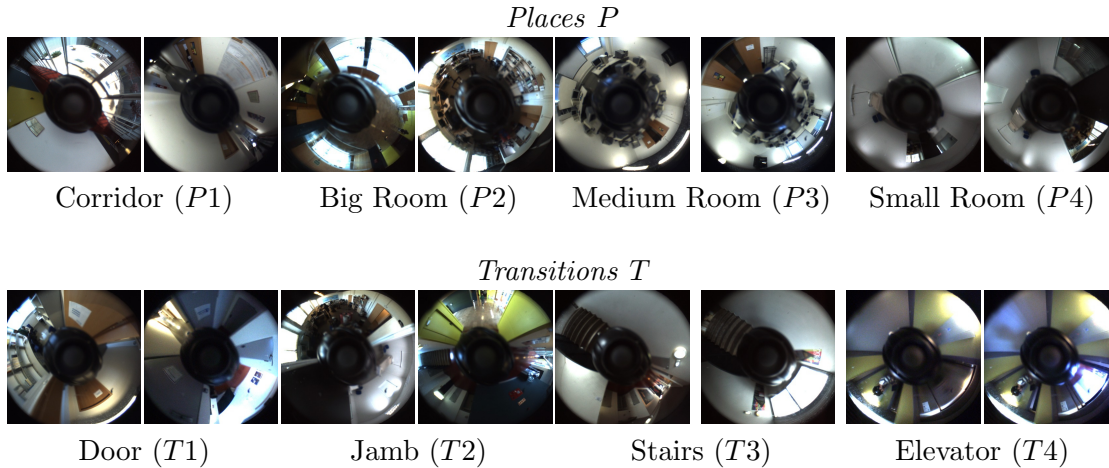 Places P
Corridor (P1) Big Room (P2) Medium Room (P3) Small Room (P4)
Transitions T
Door (T1) Jamb (T2) Stairs (T3) Elevator (T4)